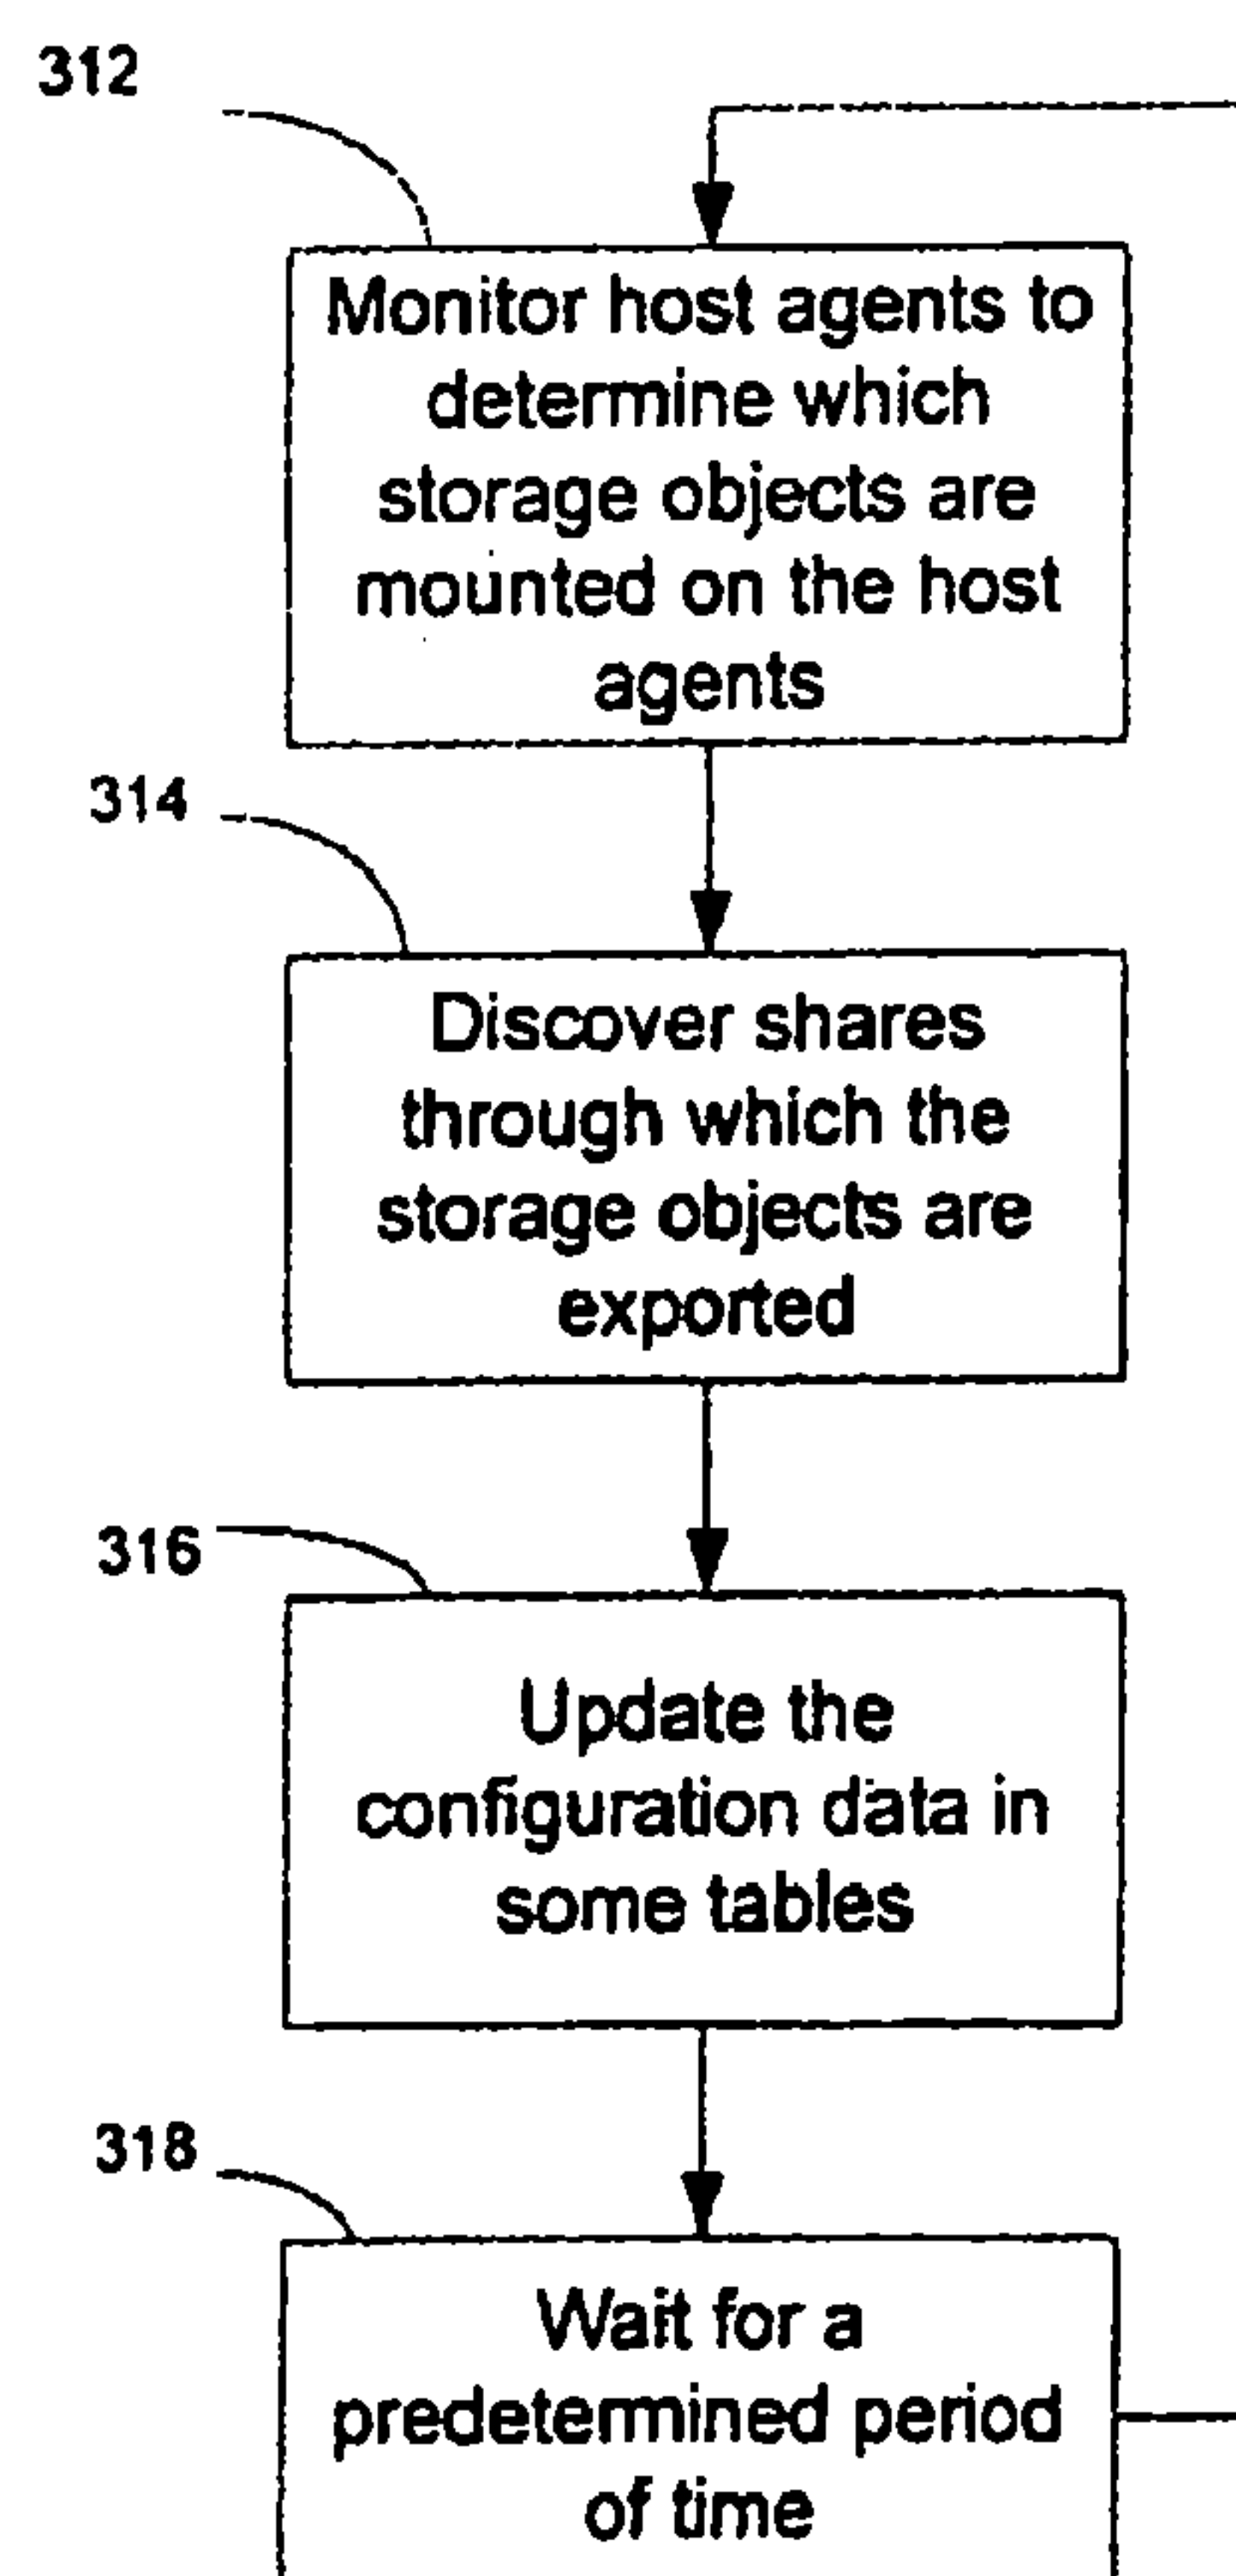 312
Monitor host agents to
determine which
storage objects are
mounted on the host
agents
314
Discover shares
through which the
storage objects are
exported
316
Update the
configuration data in
some tables
318
Wait for a
predetermined period
of time